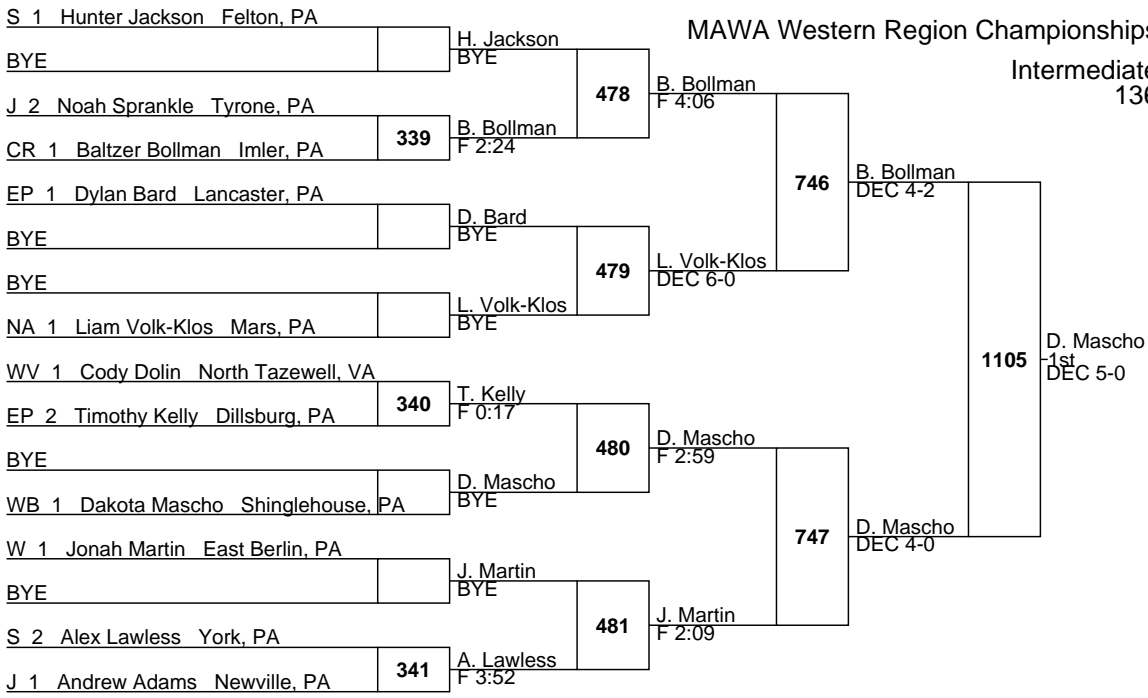 MAWA Western Region Championships
Intermediate
136
S 1 Hunter Jackson Felton, PA
BYE
J 2 Noah Sprankle Tyrone, PA
CR 1 Baltzer Bollman Imler, PA
EP 1 Dylan Bard Lancaster, PA
BYE
BYE
NA 1 Liam Volk-Klos Mars, PA
WV 1 Cody Dolin North Tazewell, VA
EP 2 Timothy Kelly Dillsburg, PA
BYE
WB 1 Dakota Mascho Shinglehouse, PA
W 1 Jonah Martin East Berlin, PA
BYE
S 2 Alex Lawless York, PA
J 1 Andrew Adams Newville, PA
339
340
341
H. Jackson
BYE
B. Bollman
F 2:24
D. Bard
BYE
L. Volk-Klos
BYE
T. Kelly
F 0:17
D. Mascho
BYE
J. Martin
BYE
A. Lawless
F 3:52
478
479
480
481
B. Bollman
F 4:06
L. Volk-Klos
DEC 6-0
D. Mascho
F 2:59
J. Martin
F 2:09
746
747
B. Bollman
DEC 4-2
D. Mascho
DEC 4-0
1105
D. Mascho
1st
DEC 5-0